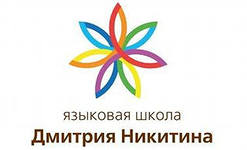 языковая школа
Дмитрия Никитина